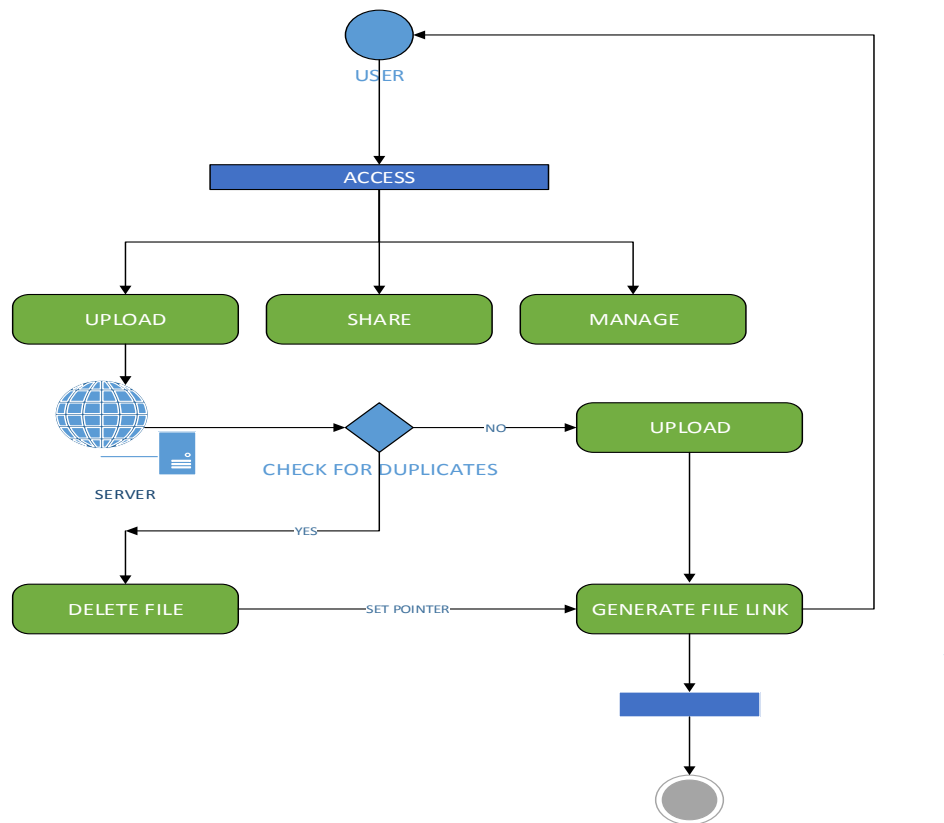 USER
ACCESS
UPLOAD
SHARE
MANAGE
NO
UPLOAD
CHECK FOR DUPLICATES
SERVER
YES
DELETE FILE
SET POINTER
GENERATE FILE LINK